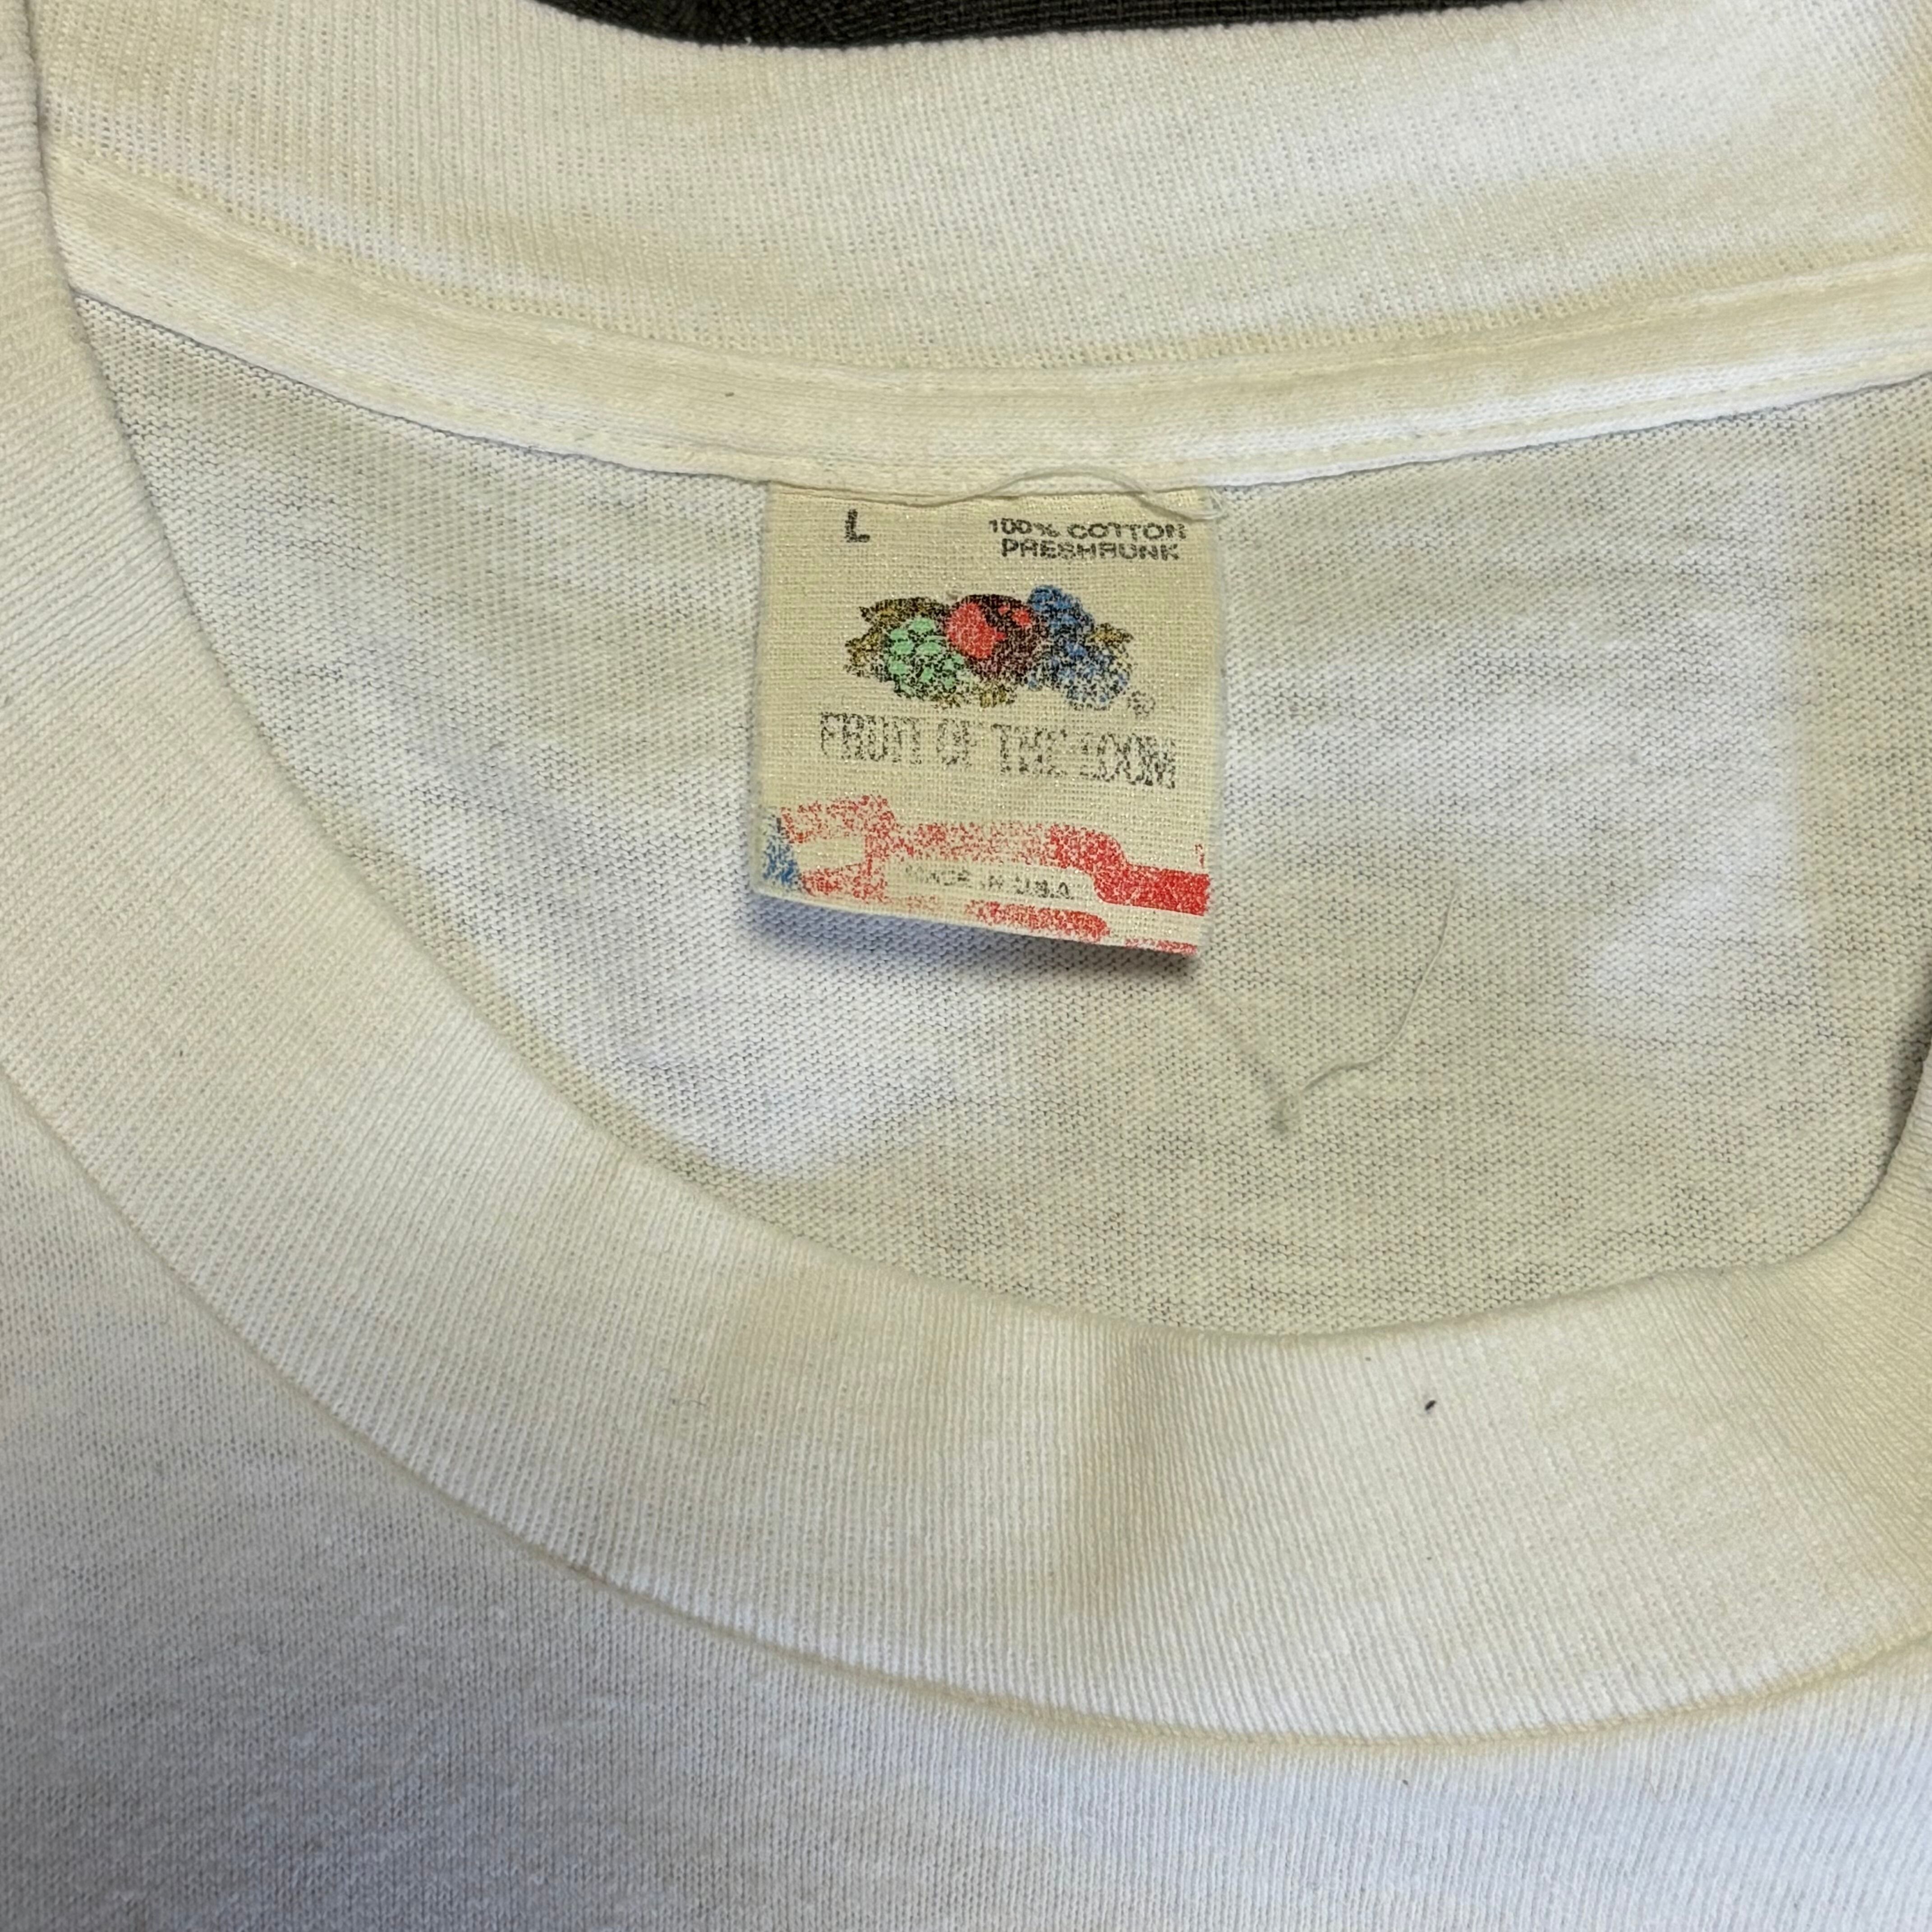 L
100% COTTON
PRESHRUNK
®
FRUIT OF THE LOOM
MADE IN U.S.A.